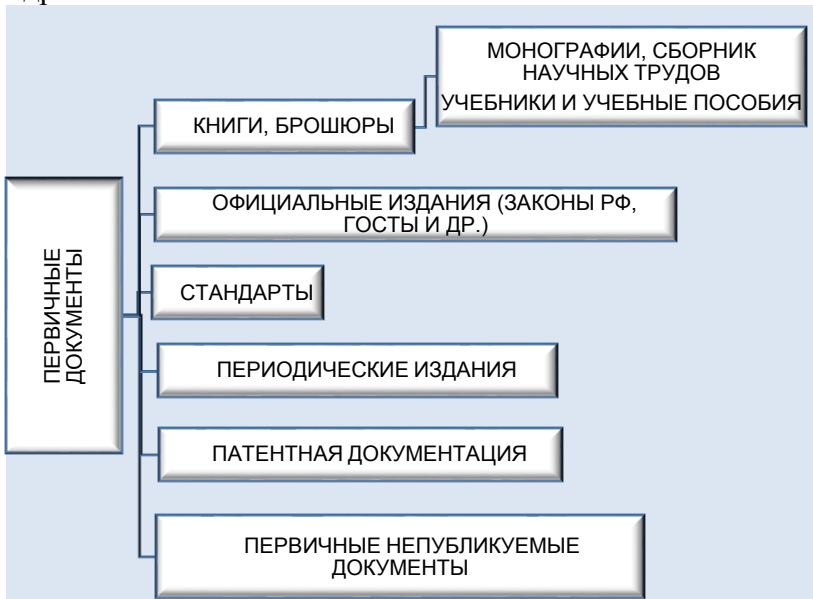 МОНОГРАФИИ, СБОРНИК
НАУЧНЫХ ТРУДОВ
УЧЕБНИКИ И УЧЕБНЫЕ ПОСОБИЯ
КНИГИ, БРОШЮРЫ
ОФИЦИАЛЬНЫЕ ИЗДАНИЯ (ЗАКОНЫ РФ,
ГОСТЫ И ДР.)
СТАНДАРТЫ
ПЕРВИЧНЫЕ
ДОКУМЕНТЫ
ПЕРИОДИЧЕСКИЕ ИЗДАНИЯ
ПАТЕНТНАЯ ДОКУМЕНТАЦИЯ
ПЕРВИЧНЫЕ НЕПУБЛИКУЕМЫЕ
ДОКУМЕНТЫ